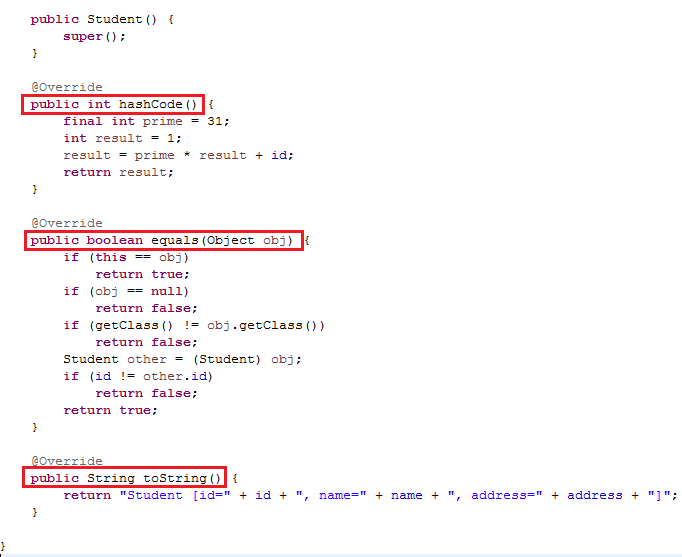 public Student() {
super();
}
@Override
public int hashCode() {
final int prime = 31;
int result = 1;
result = prime * result + id;
return result;
}
@Override
public boolean equals(Object obj) {
if (this == obj)
return true;
if (obj == null)
return false;
if (getClass() != obj.getClass())
return false;
Student other = (Student) obj;
if (id != other.id)
return false;
return true;
}
@Override
public String toString() {
return "Student [id=" + id + ", name=" + name + ", address=" + address + "]";
}
}